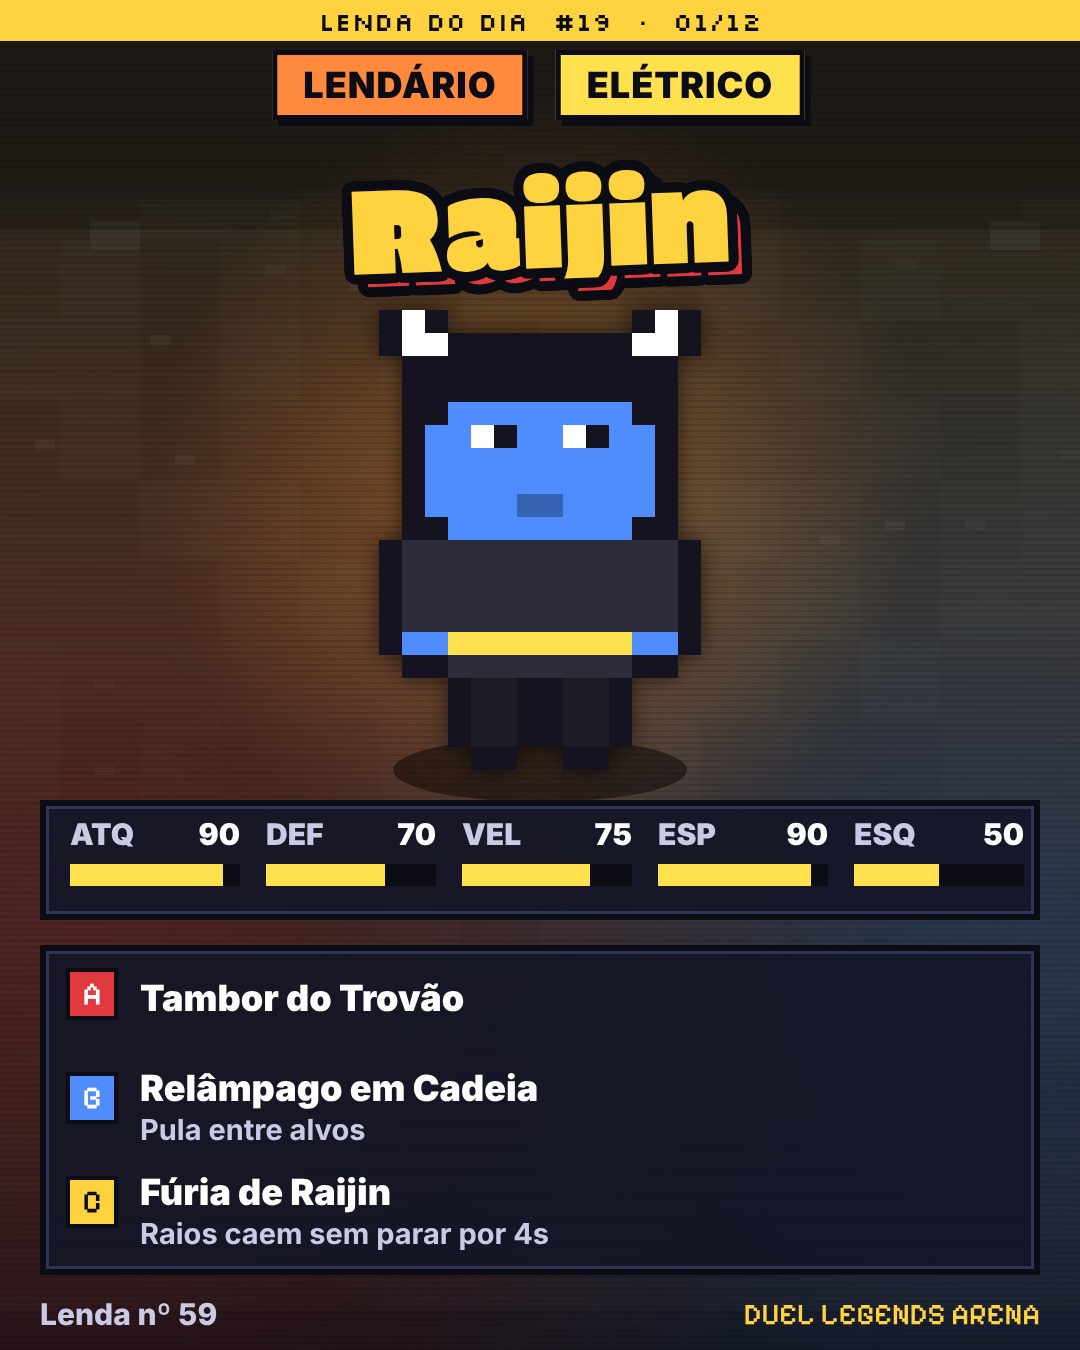 LENDA DO DIA #19 · 01/12
LENDÁRIO ELÉTRICO
Raijin
ATQ 90 DEF 70 VEL 75 ESP 90 ESQ 50
A Tambor do Trovão
B Relâmpago em Cadeia
Pula entre alvos
C Fúria de Raijin
Raios caem sem parar por 4s
Lenda nº 59 DUEL LEGENDS ARENA